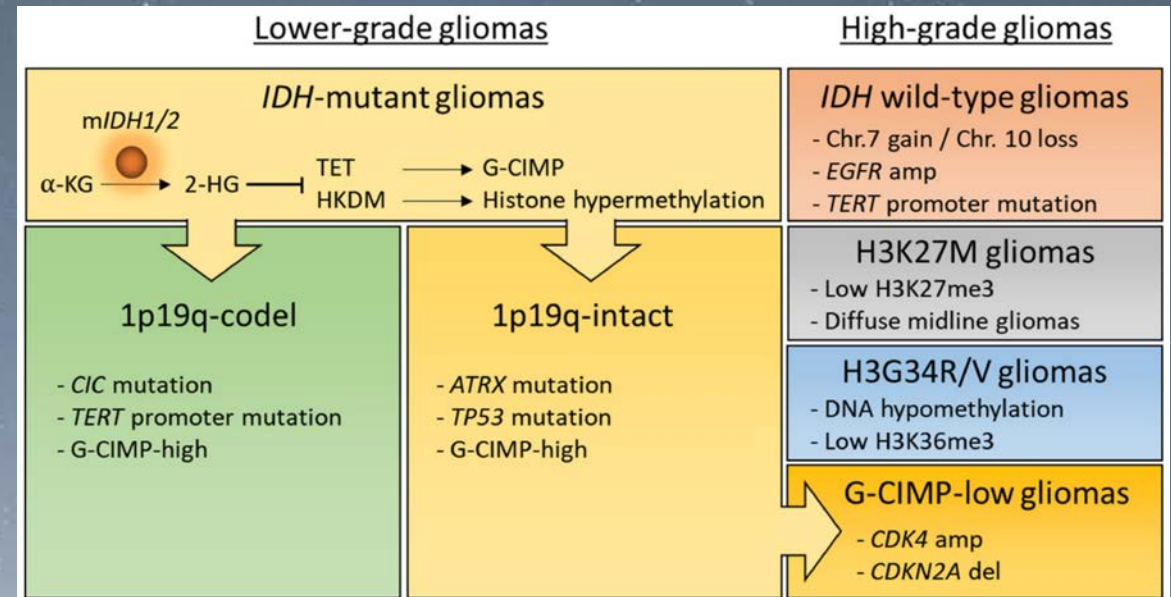 Lower-grade gliomas
High-grade gliomas
IDH-mutant gliomas
mIDH1/2
α-KG
2-HG
TET
G-CIMP
HKDM
Histone hypermethylation
IDH wild-type gliomas
- Chr.7 gain / Chr. 10 loss
- EGFR amp
- TERT promoter mutation
1p19q-codel
- CIC mutation
- TERT promoter mutation
- G-CIMP-high
1p19q-intact
- ATRX mutation
- TP53 mutation
- G-CIMP-high
H3K27M gliomas
- Low H3K27me3
- Diffuse midline gliomas
H3G34R/V gliomas
- DNA hypomethylation
- Low H3K36me3
G-CIMP-low gliomas
- CDK4 amp
- CDKN2A del